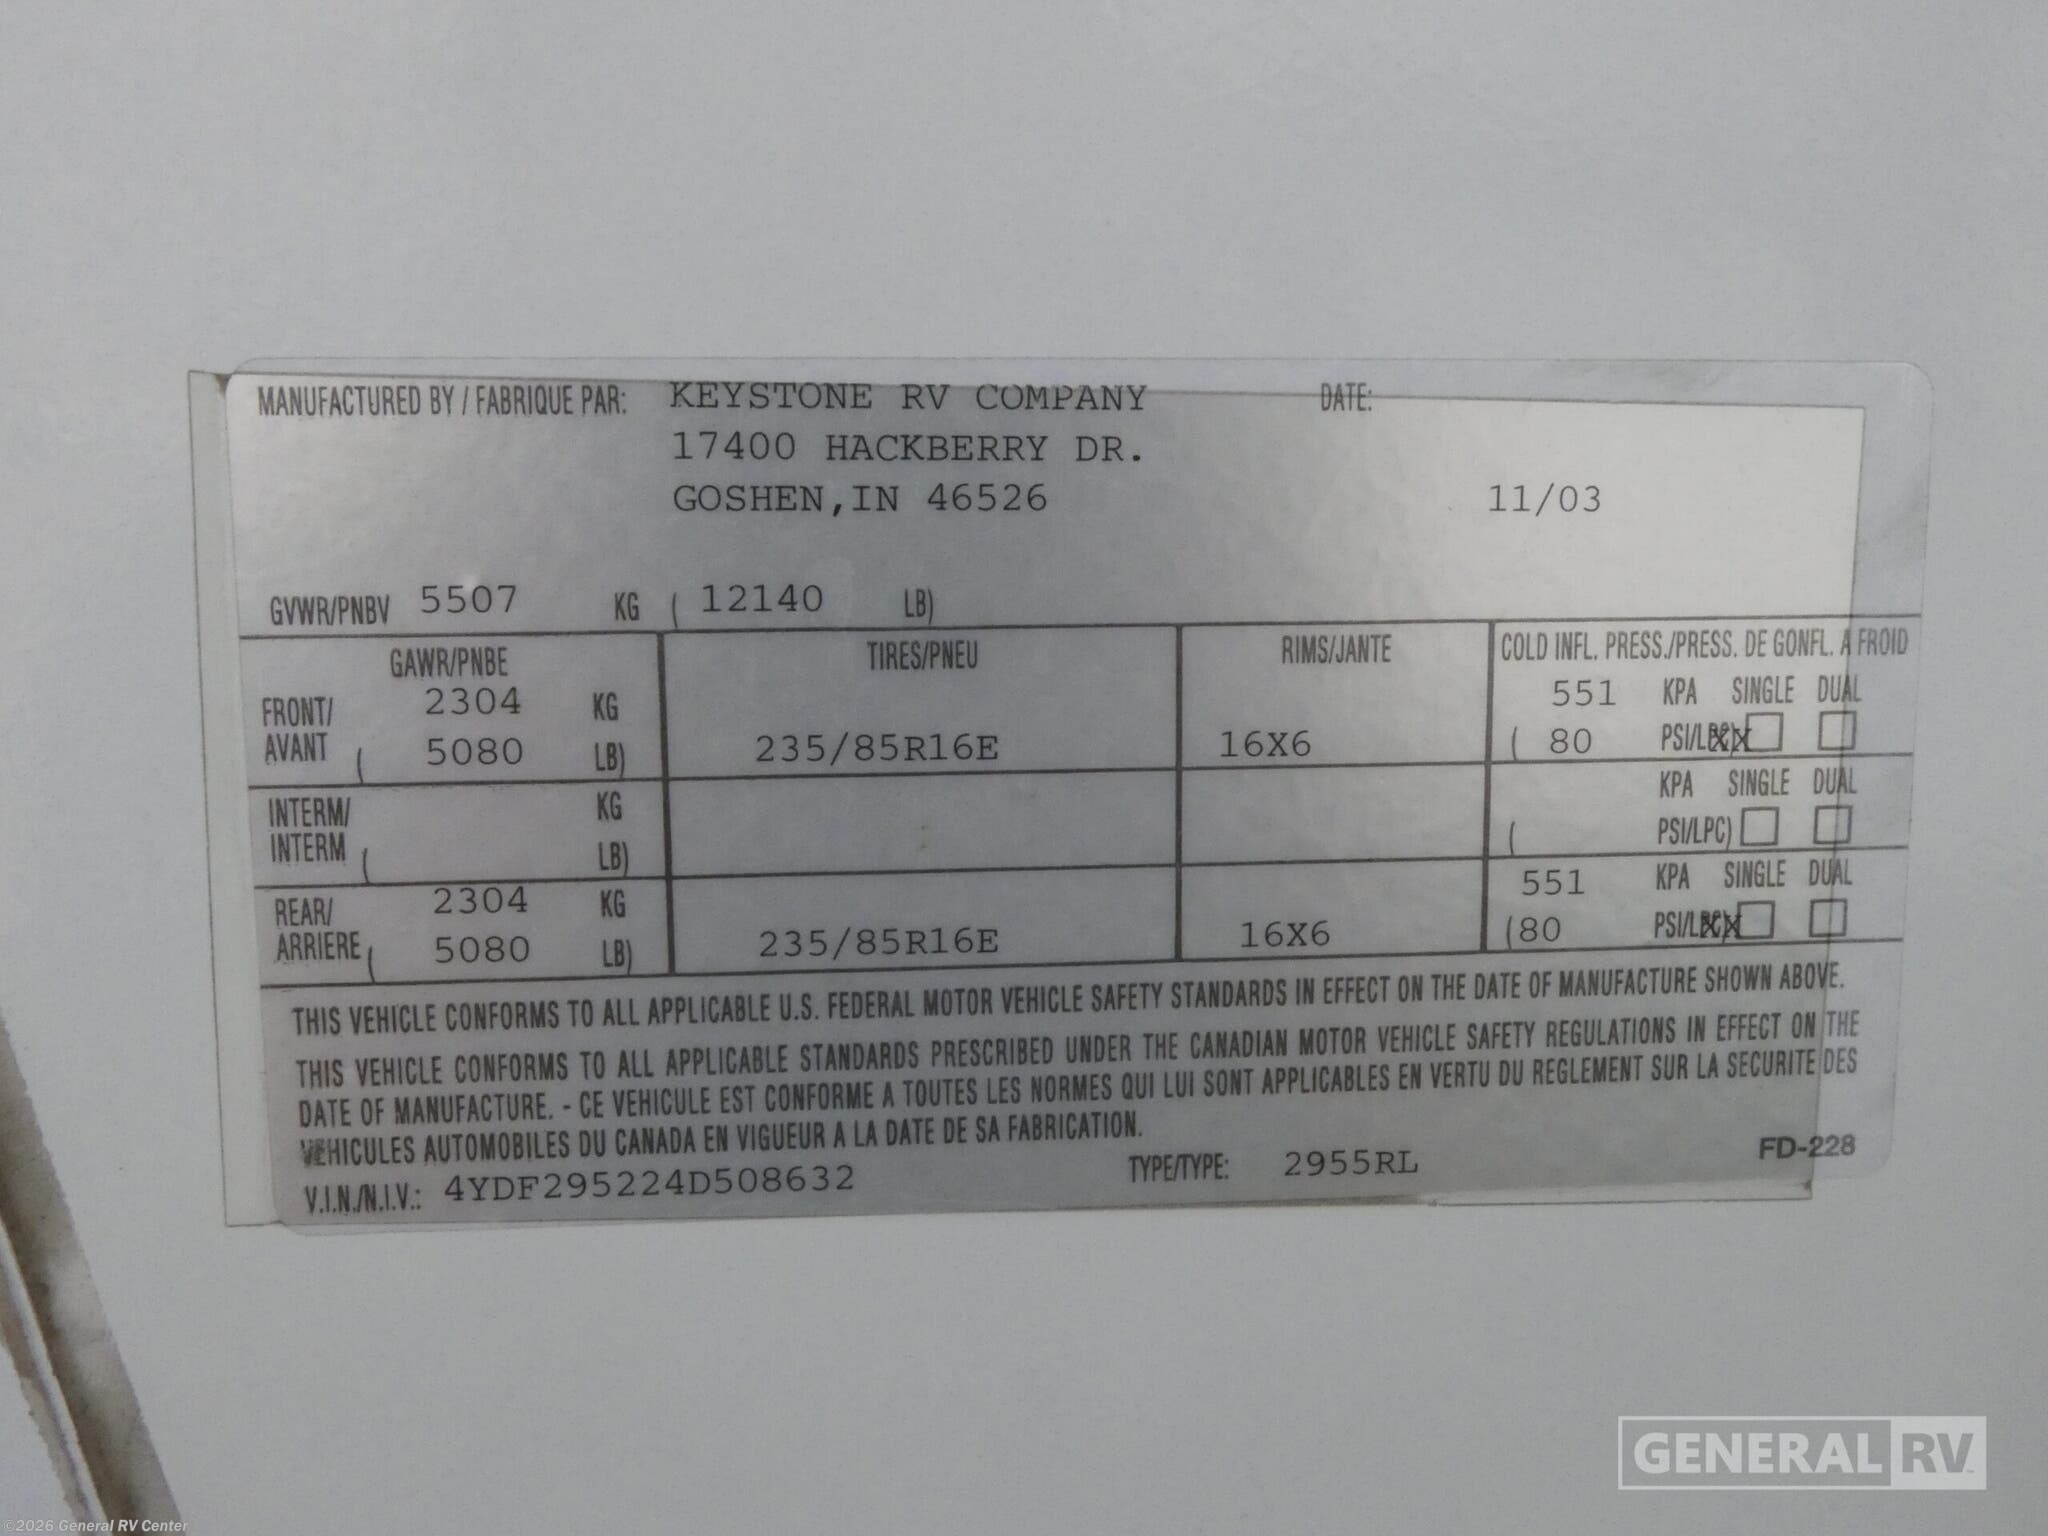 MANUFACTURED BY / FABRIQUE PAR: KEYSTONE RV COMPANY DATE:
17400 HACKBERRY DR.
GOSHEN,IN 46526 11/03
GVWR/PNBV 5507 KG ( 12140 LB)
GAWR/PNBE TIRES/PNEU RIMS/JANTE COLD INFL. PRESS./PRESS. DE GONFL. A FROID
FRONT/ 2304 KG 551 KPA SINGLE DUAL
AVANT ( 5080 LB) 235/85R16E 16X6 ( 80 PSI/LPC) XX
INTERM/ KG KPA SINGLE DUAL
INTERM ( LB) ( PSI/LPC)
REAR/ 2304 KG 551 KPA SINGLE DUAL
ARRIERE ( 5080 LB) 235/85R16E 16X6 (80 PSI/LPC) XX
THIS VEHICLE CONFORMS TO ALL APPLICABLE U.S. FEDERAL MOTOR VEHICLE SAFETY STANDARDS IN EFFECT ON THE DATE OF MANUFACTURE SHOWN ABOVE.
THIS VEHICLE CONFORMS TO ALL APPLICABLE STANDARDS PRESCRIBED UNDER THE CANADIAN MOTOR VEHICLE SAFETY REGULATIONS IN EFFECT ON THE
DATE OF MANUFACTURE. - CE VEHICULE EST CONFORME A TOUTES LES NORMES QUI LUI SONT APPLICABLES EN VERTU DU REGLEMENT SUR LA SECURITE DES
VEHICULES AUTOMOBILES DU CANADA EN VIGUEUR A LA DATE DE SA FABRICATION.
V.I.N./N.I.V.: 4YDF295224D508632 TYPE/TYPE: 2955RL FD-228
GENERAL RV
©2026 General RV Center